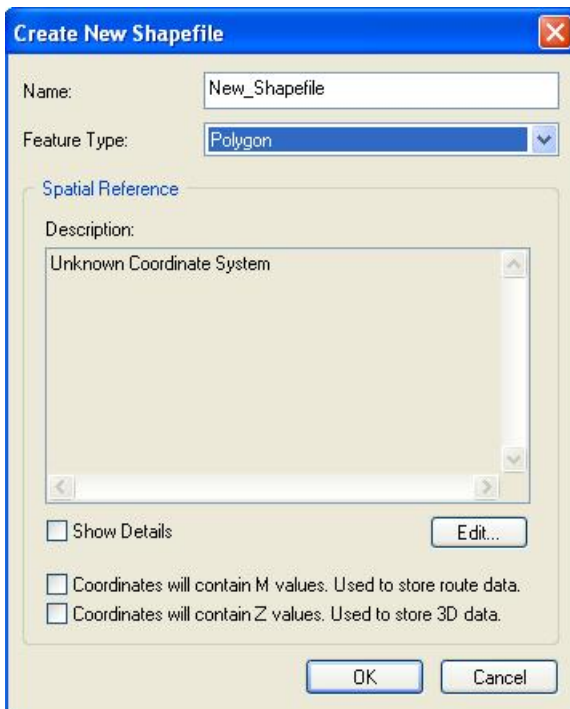 Create New Shapefile
Name: New_Shapefile
Feature Type: Polygon
Spatial Reference
Description:
Unknown Coordinate System
Show Details
Edit...
Coordinates will contain M values. Used to store route data.
Coordinates will contain Z values. Used to store 3D data.
OK Cancel